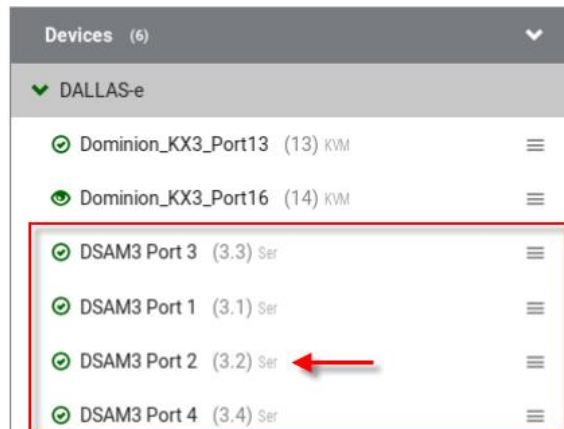 Devices (6)
DALLAS-e
Dominion_KX3_Port13 (13) KVM
Dominion_KX3_Port16 (14) KVM
DSAM3 Port 3 (3.3) Ser
DSAM3 Port 1 (3.1) Ser
DSAM3 Port 2 (3.2) Ser
DSAM3 Port 4 (3.4) Ser